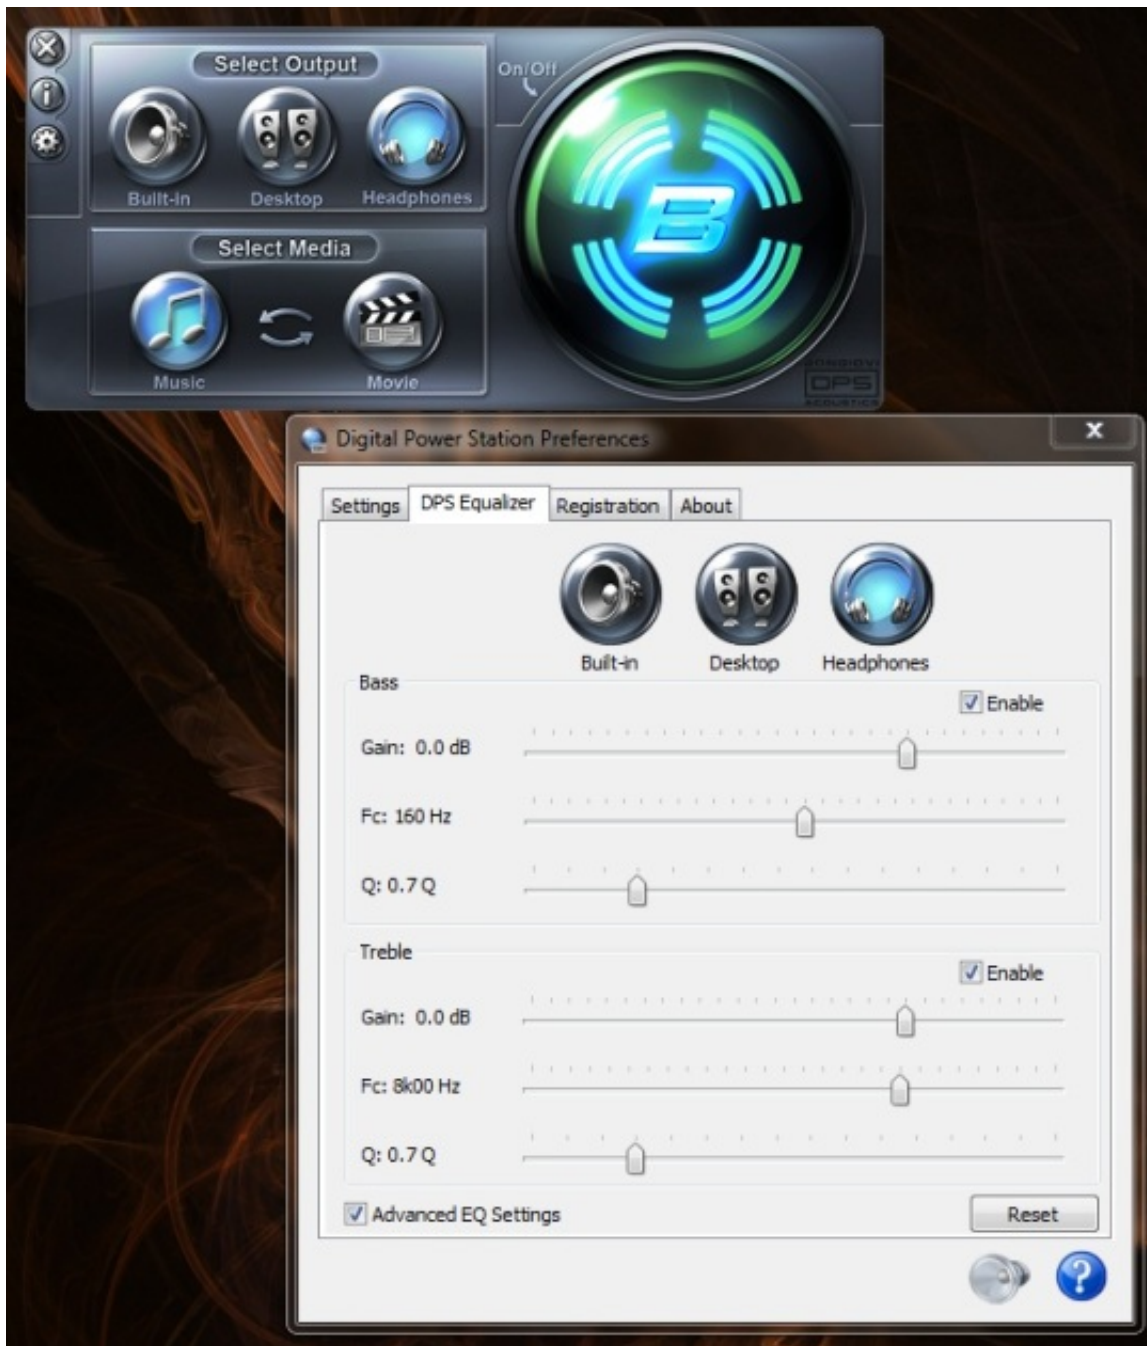 Select Output
On/Off
Built-In Desktop Headphones
Select Media
Music Movie
BONGIOVI
DPS
ACOUSTICS
Digital Power Station Preferences
Settings DPS Equalizer Registration About
Built-in Desktop Headphones
Bass
Enable
Gain: 0.0 dB
Fc: 160 Hz
Q: 0.7 Q
Treble
Enable
Gain: 0.0 dB
Fc: 8k00 Hz
Q: 0.7 Q
Advanced EQ Settings Reset